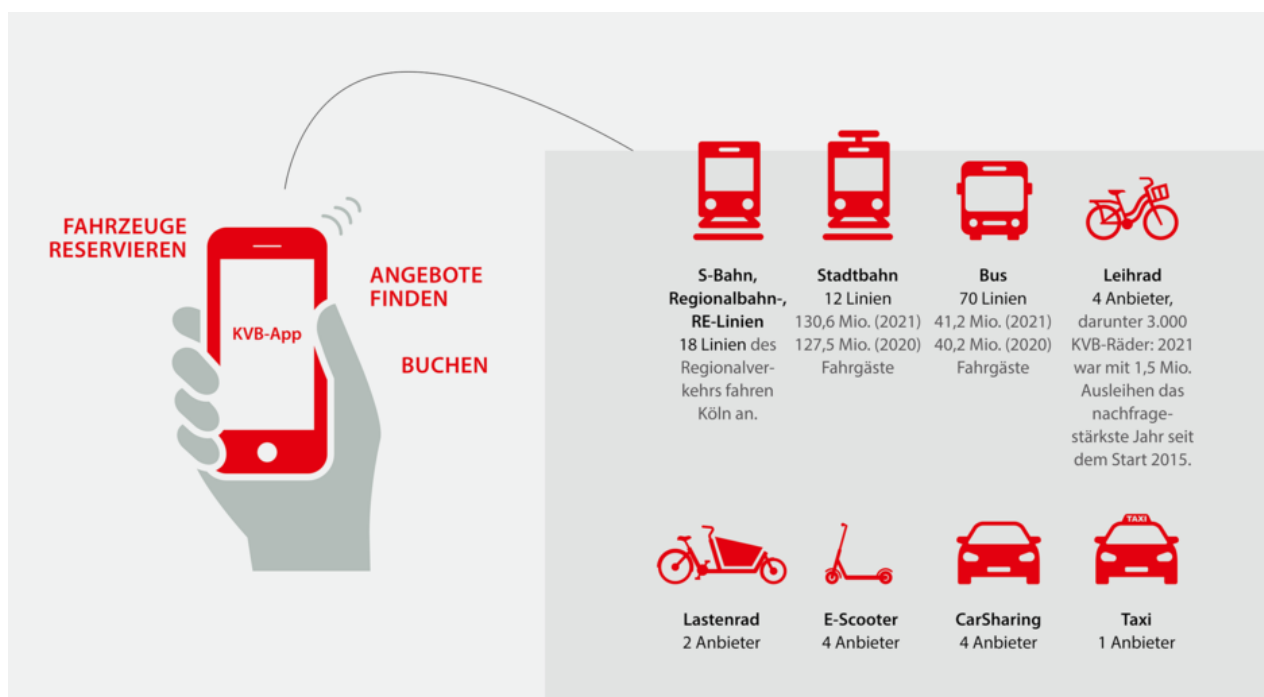 FAHRZEUGE
RESERVIEREN
KVB-App
ANGEBOTE
FINDEN
BUCHEN
S-Bahn,
Regionalbahn-,
RE-Linien
18 Linien des
Regionalver-
kehrs fahren
Köln an.
Stadtbahn
12 Linien
130,6 Mio. (2021)
127,5 Mio. (2020)
Fahrgäste
Bus
70 Linien
41,2 Mio. (2021)
40,2 Mio. (2020)
Fahrgäste
Leihrad
4 Anbieter,
darunter 3.000
KVB-Räder: 2021
war mit 1,5 Mio.
Ausleihen das
nachfrage-
stärkste Jahr seit
dem Start 2015.
Lastenrad
2 Anbieter
E-Scooter
4 Anbieter
CarSharing
4 Anbieter
TAXI
Taxi
1 Anbieter